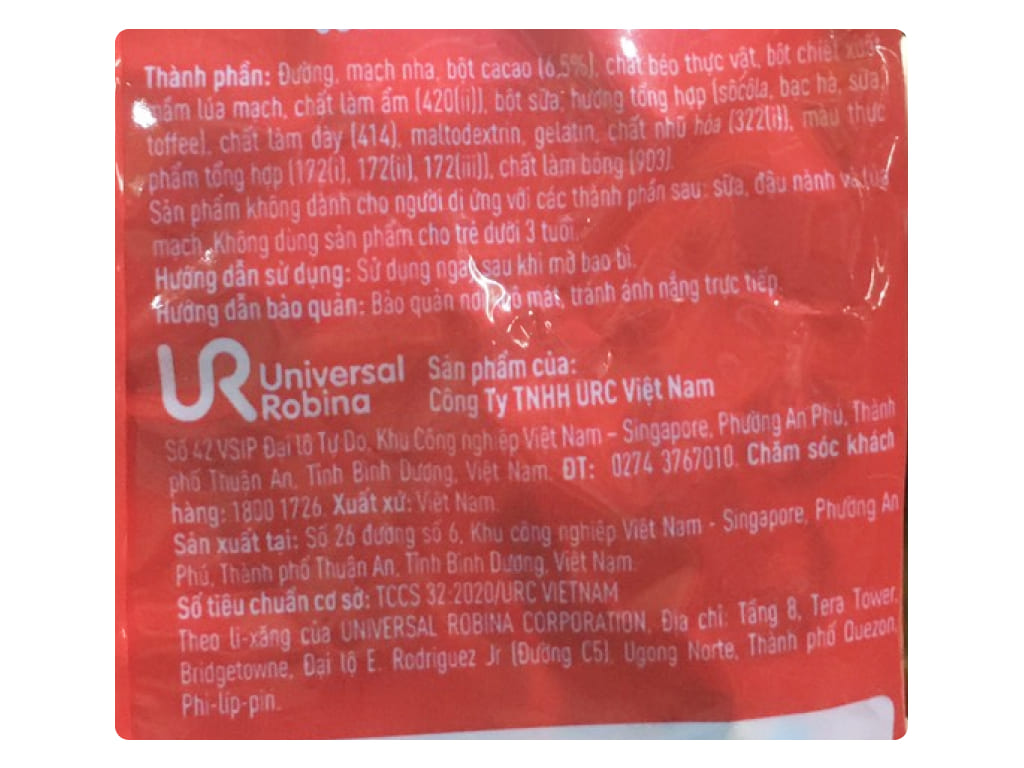 Thành phần: Đường, mạch nha, bột cacao (6,5%), chất béo thực vật, bột chiết xuất
mầm lúa mạch, chất làm ẩm (420(ii)), bột sữa, hương tổng hợp (sôcôla, bạc hà, sữa,
toffee), chất làm dày (414), maltodextrin, gelatin, chất nhũ hóa (322(i)), màu thực
phẩm tổng hợp (172(i), 172(ii), 172(iii)), chất làm bóng (903)
Sản phẩm không dành cho người dị ứng với các thành phần sau: sữa, đậu nành và lúa
mạch. Không dùng sản phẩm cho trẻ dưới 3 tuổi.
Hướng dẫn sử dụng: Sử dụng ngay sau khi mở bao bì.
Hướng dẫn bảo quản: Bảo quản nơi khô mát, tránh ánh nắng trực tiếp.
UR Universal
Robina
Sản phẩm của:
Công Ty TNHH URC Việt Nam
Số 42 VSIP Đại lộ Tự Do, Khu Công nghiệp Việt Nam - Singapore, Phường An Phú, Thành
phố Thuận An, Tỉnh Bình Dương, Việt Nam. ĐT: 0274 3767010. Chăm sóc khách
hàng: 1800 1726. Xuất xứ: Việt Nam.
Sản xuất tại: Số 26 đường số 6, Khu công nghiệp Việt Nam - Singapore, Phường An
Phú, Thành phố Thuận An, Tỉnh Bình Dương, Việt Nam.
Số tiêu chuẩn cơ sở: TCCS 32-2020/URC VIETNAM
Theo li-xăng của UNIVERSAL ROBINA CORPORATION, Địa chỉ: Tầng 8, Tera Tower,
Bridgetowne, Đại lộ E. Rodriguez Jr (Đường C5), Ugong Norte, Thành phố Quezon,
Phi-líp-pin.